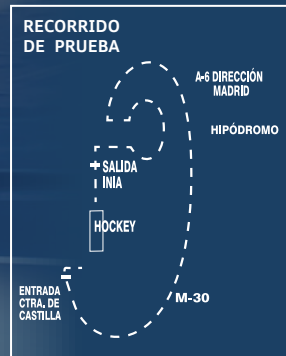 RECORRIDO
DE PRUEBA
A-6 DIRECCIÓN
MADRID
HIPÓDROMO
SALIDA
INIA
HOCKEY
M-30
ENTRADA
CTRA. DE
CASTILLA